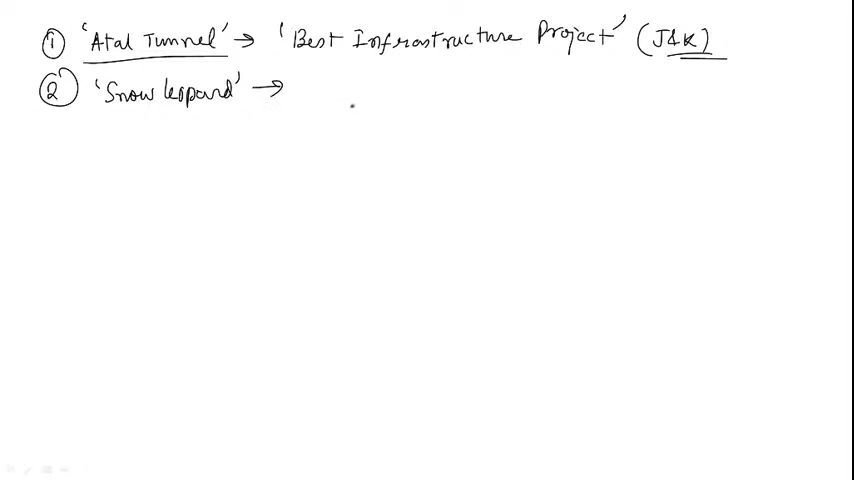 ① 'Atal Tunnel' → 'Best Infrastructure Project' (J&K)
② 'Snow leopard' →